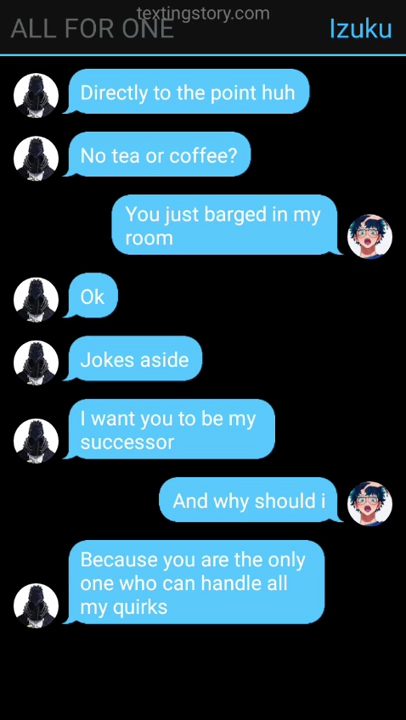 textingstory.com
ALL FOR ONE
Izuku
Directly to the point huh
No tea or coffee?
You just barged in my
room
Ok
Jokes aside
I want you to be my
successor
And why should i
Because you are the only
one who can handle all
my quirks